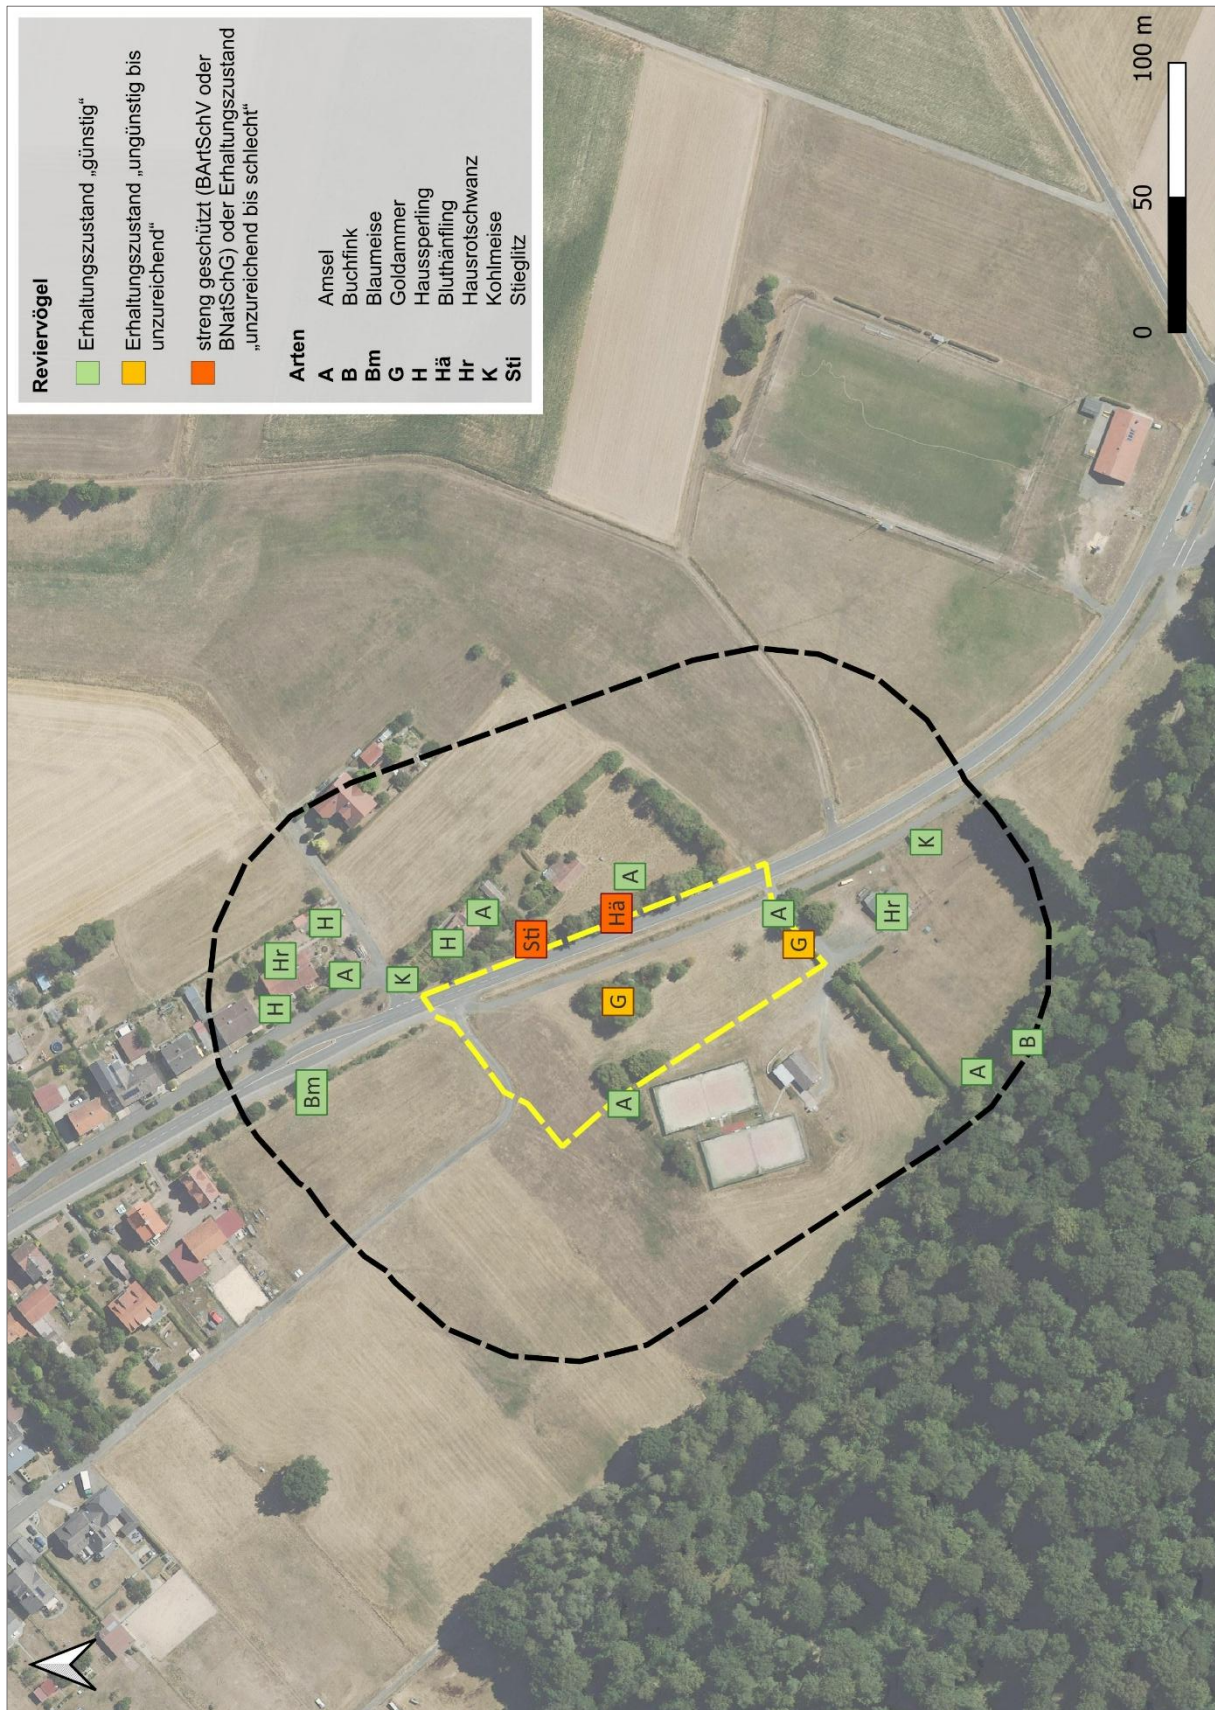 Reviervögel
Erhaltungszustand „günstig“
Erhaltungszustand „ungünstig bis
unzureichend“
streng geschützt (BArtSchV oder
BNatSchG) oder Erhaltungszustand
„unzureichend bis schlecht“
Arten
A Amsel
B Buchfink
Bm Blaumeise
G Goldammer
H Haussperling
Hä Bluthänfling
Hr Hausrotschwanz
K Kohlmeise
Sti Stieglitz
Bm
H
Hr
H
A
K
H
A
Sti
Hä
A
G
A
A
G
Hr
K
A
B
0 50 100 m